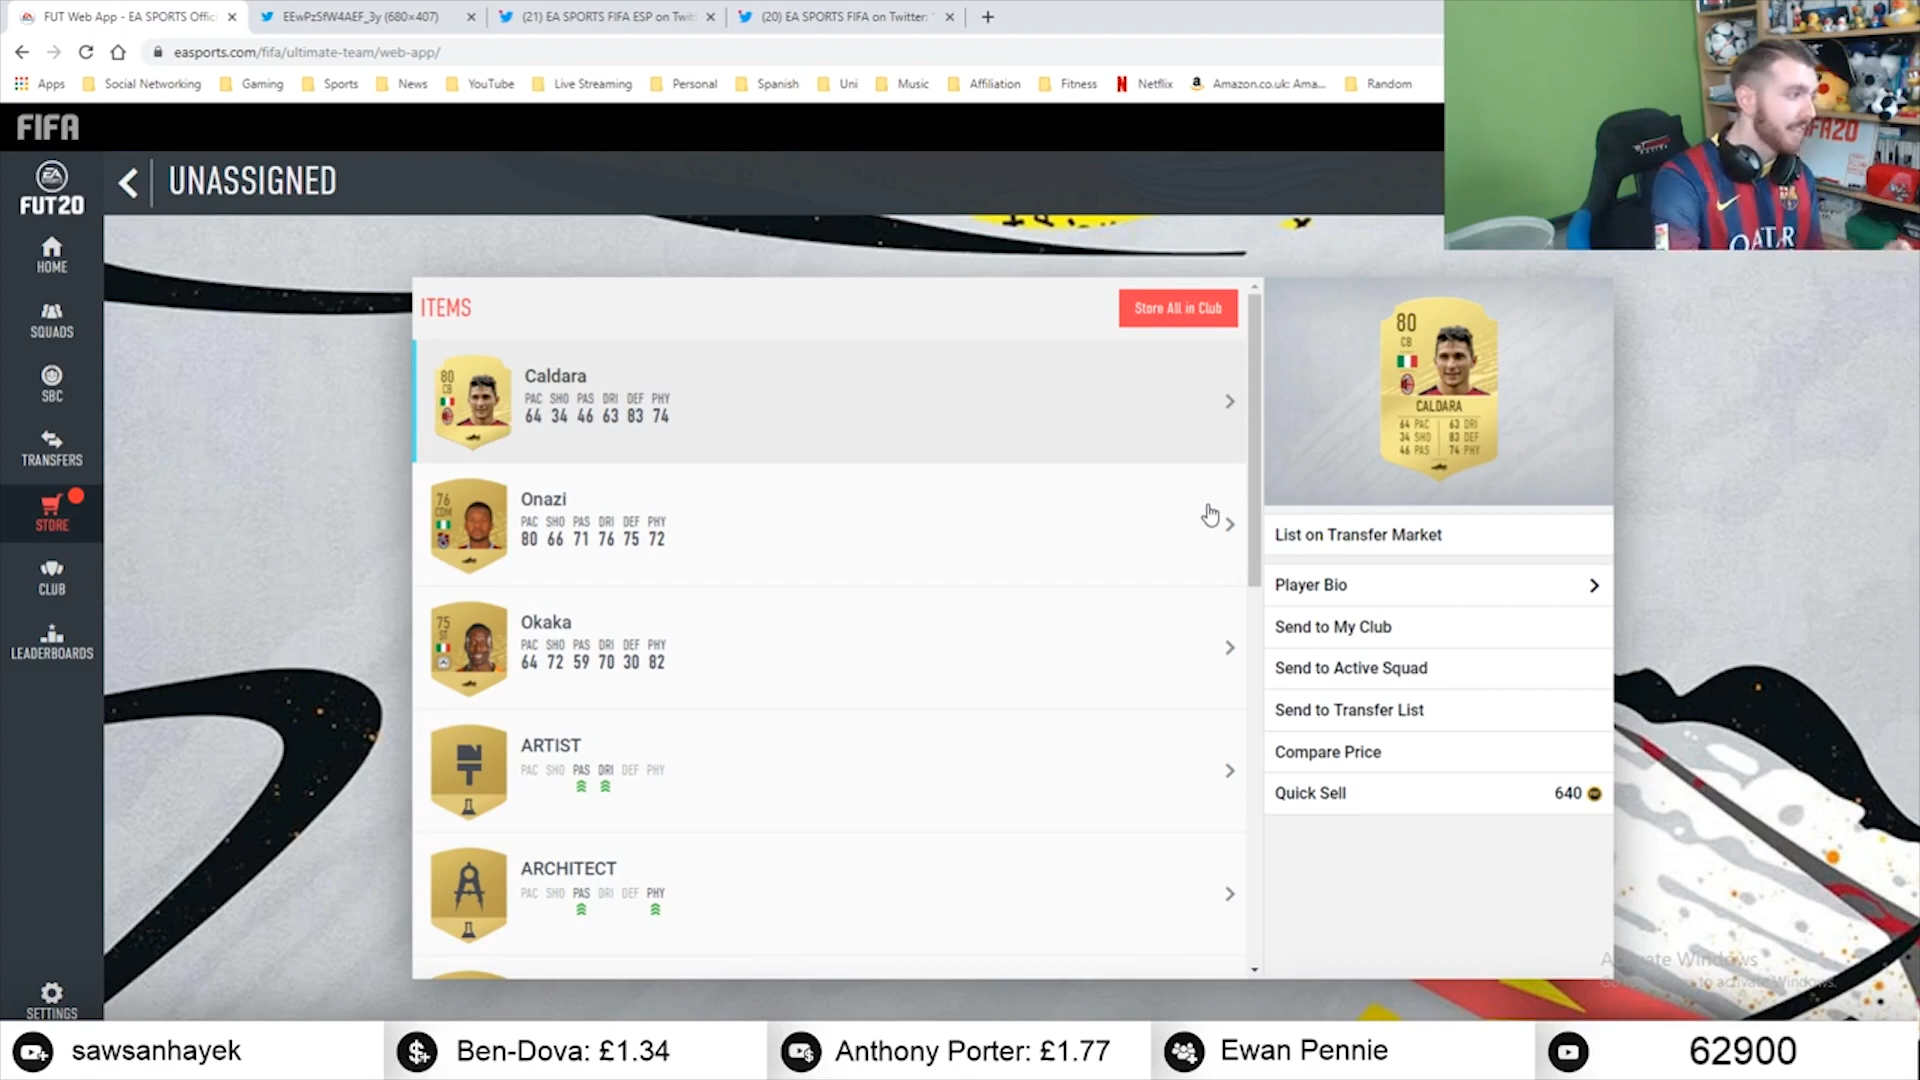 FUT Web App - EA SPORTS Offic
EEwPzSfW4AEF_3y (680×407)
(21) EA SPORTS FIFA ESP on Twit
(20) EA SPORTS FIFA on Twitter: "
easports.com/fifa/ultimate-team/web-app/
Apps Social Networking Gaming Sports News YouTube Live Streaming Personal Spanish Uni Music Affiliation Fitness Netflix Amazon.co.uk: Ama... Random
FIFA
FUT20
HOME
SQUADS
SBC
TRANSFERS
STORE
CLUB
LEADERBOARDS
SETTINGS
UNASSIGNED
ITEMS
Store All in Club
80
CB
Caldara
PAC SHO PAS DRI DEF PHY
64 34 46 63 83 74
76
CDM
Onazi
PAC SHO PAS DRI DEF PHY
80 66 71 76 75 72
75
ST
Okaka
PAC SHO PAS DRI DEF PHY
64 72 59 70 30 82
ARTIST
PAC SHO PAS DRI DEF PHY
ARCHITECT
PAC SHO PAS DRI DEF PHY
80
CB
CALDARA
64 PAC 63 DRI
34 SHO 83 DEF
46 PAS 74 PHY
List on Transfer Market
Player Bio
Send to My Club
Send to Active Squad
Send to Transfer List
Compare Price
Quick Sell 640
FIFA20
QATAR
Activate Windows
sawsanhayek
Ben-Dova: £1.34
Anthony Porter: £1.77
Ewan Pennie
62900